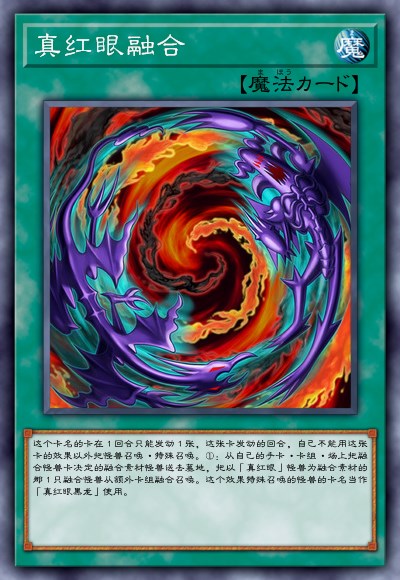 真红眼融合
魔
【魔法カード】
まほう
这个卡名的卡在１回合只能发动１张，这张卡发动的回合，自己不能用这张
卡的效果以外把怪兽召唤·特殊召唤。①：从自己的手卡·卡组·场上把融
合怪兽卡决定的融合素材怪兽送去墓地，把以「真红眼」怪兽为融合素材的
那１只融合怪兽从额外卡组融合召唤。这个效果特殊召唤的怪兽的卡名当作
「真红眼黑龙」使用。